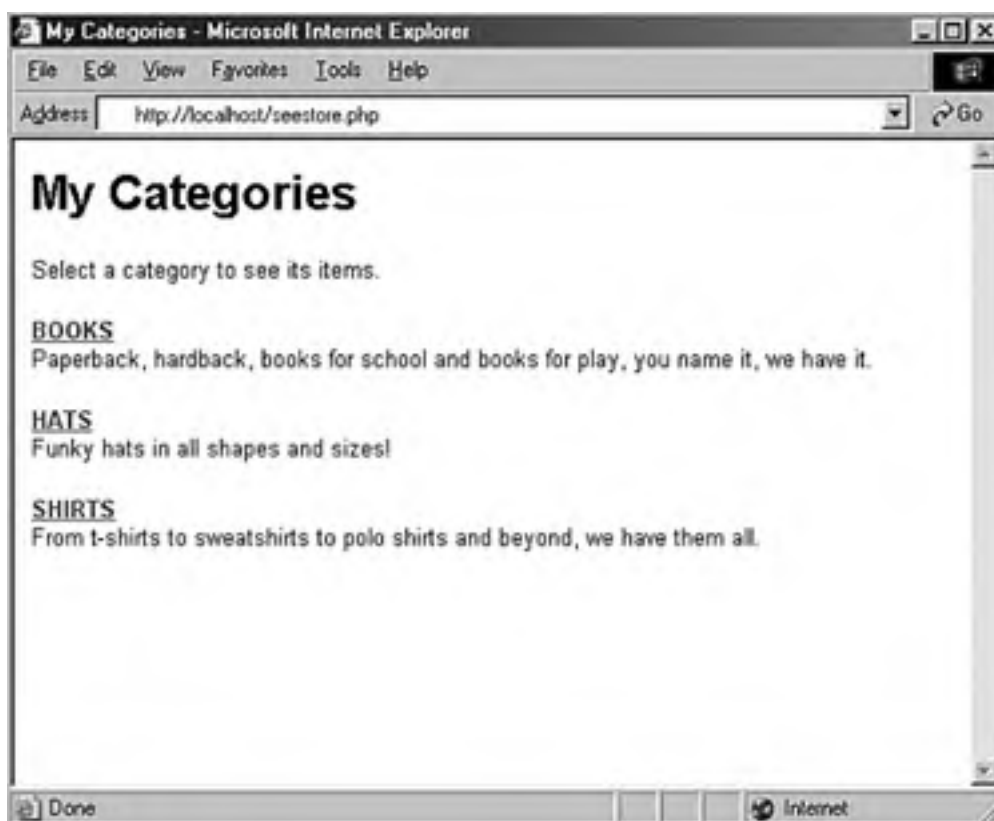 My Categories - Microsoft Internet Explorer
File Edit View Favorites Tools Help
Address http://localhost/seestore.php Go
My Categories
Select a category to see its items.
BOOKS
Paperback, hardback, books for school and books for play, you name it, we have it.
HATS
Funky hats in all shapes and sizes!
SHIRTS
From t-shirts to sweatshirts to polo shirts and beyond, we have them all.
Done Internet